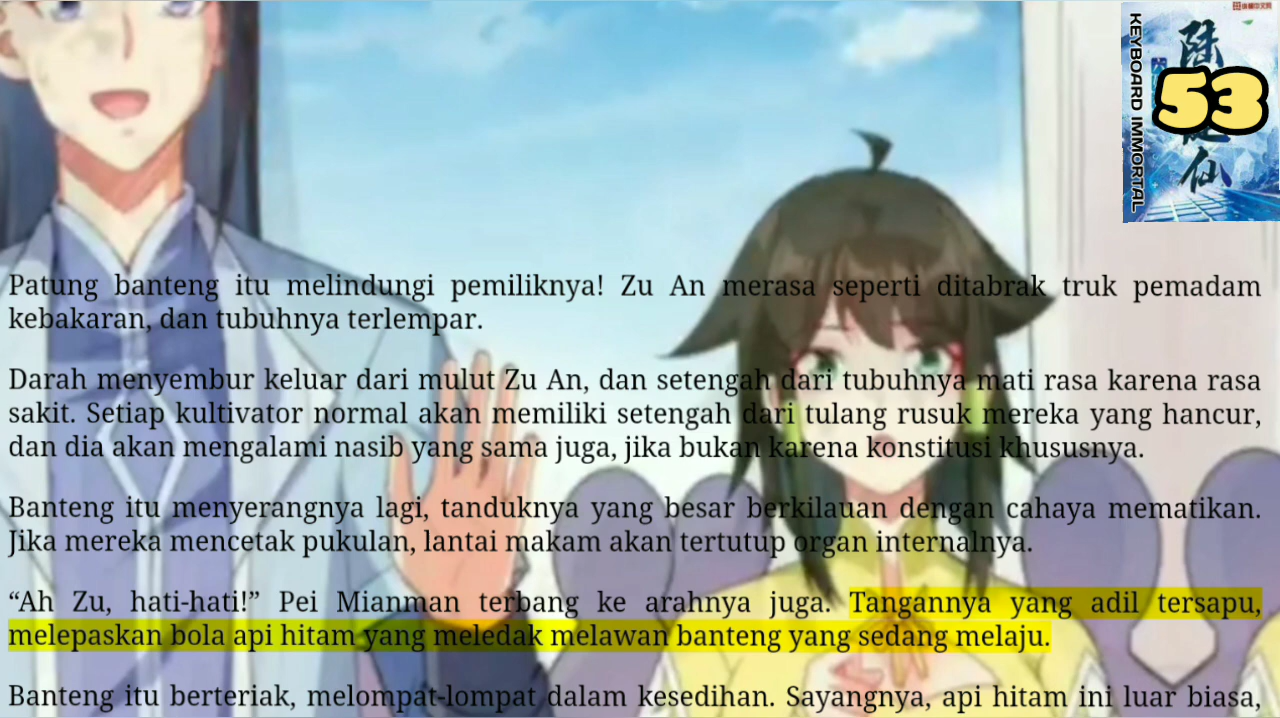 KEYBOARD IMMORTAL
53
仙
Patung banteng itu melindungi pemiliknya! Zu An merasa seperti ditabrak truk pemadam
kebakaran, dan tubuhnya terlempar.
Darah menyembur keluar dari mulut Zu An, dan setengah dari tubuhnya mati rasa karena rasa
sakit. Setiap kultivator normal akan memiliki setengah dari tulang rusuk mereka yang hancur,
dan dia akan mengalami nasib yang sama juga, jika bukan karena konstitusi khususnya.
Banteng itu menyerangnya lagi, tanduknya yang besar berkilauan dengan cahaya mematikan.
Jika mereka mencetak pukulan, lantai makam akan tertutup organ internalnya.
“Ah Zu, hati-hati!” Pei Mianman terbang ke arahnya juga. Tangannya yang adil tersapu,
melepaskan bola api hitam yang meledak melawan banteng yang sedang melaju.
Banteng itu berteriak, melompat-lompat dalam kesedihan. Sayangnya, api hitam ini luar biasa,